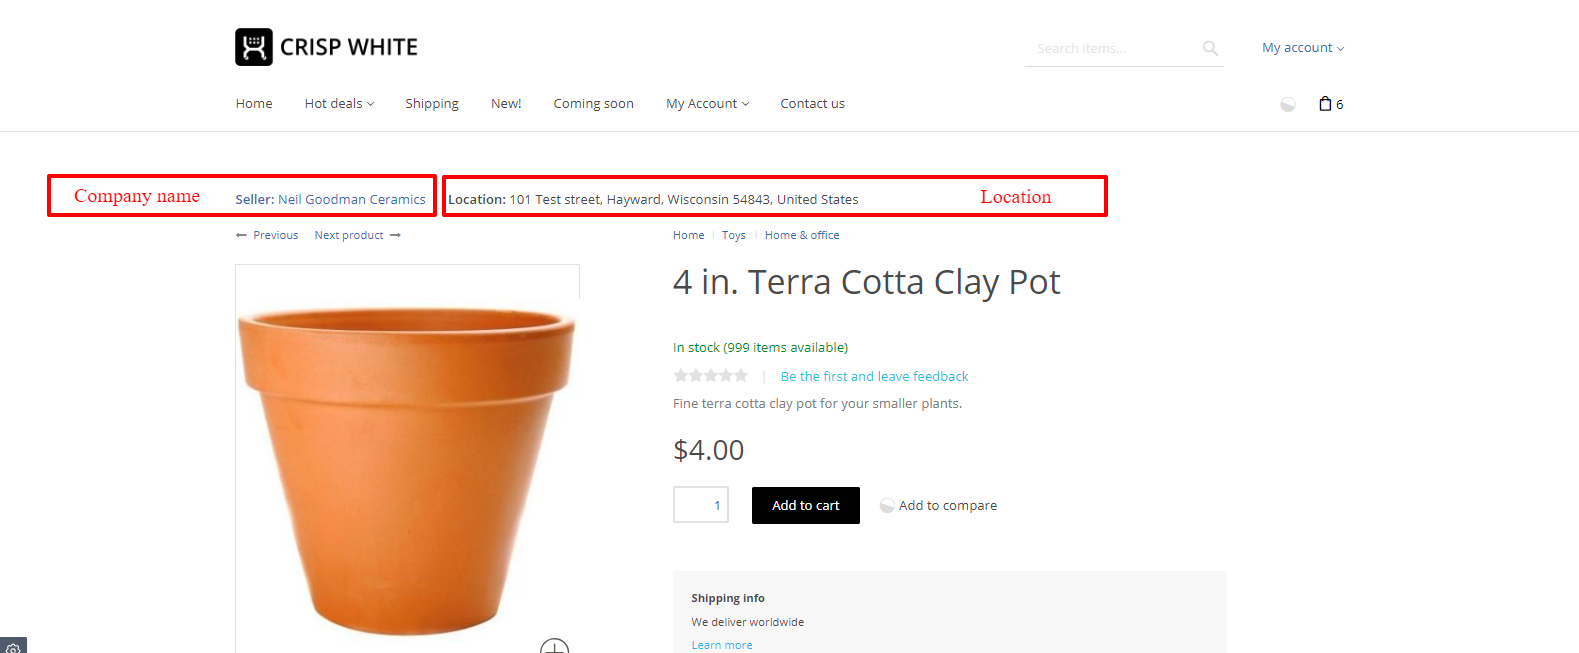 CRISP WHITE
Search items...
My account
Home Hot deals Shipping New! Coming soon My Account Contact us
6
Company name Seller: Neil Goodman Ceramics Location: 101 Test street, Hayward, Wisconsin 54843, United States Location
Previous Next product Home Toys Home & office
4 in. Terra Cotta Clay Pot
In stock (999 items available)
Be the first and leave feedback
Fine terra cotta clay pot for your smaller plants.
$4.00
1 Add to cart Add to compare
Shipping info
We deliver worldwide
Learn more